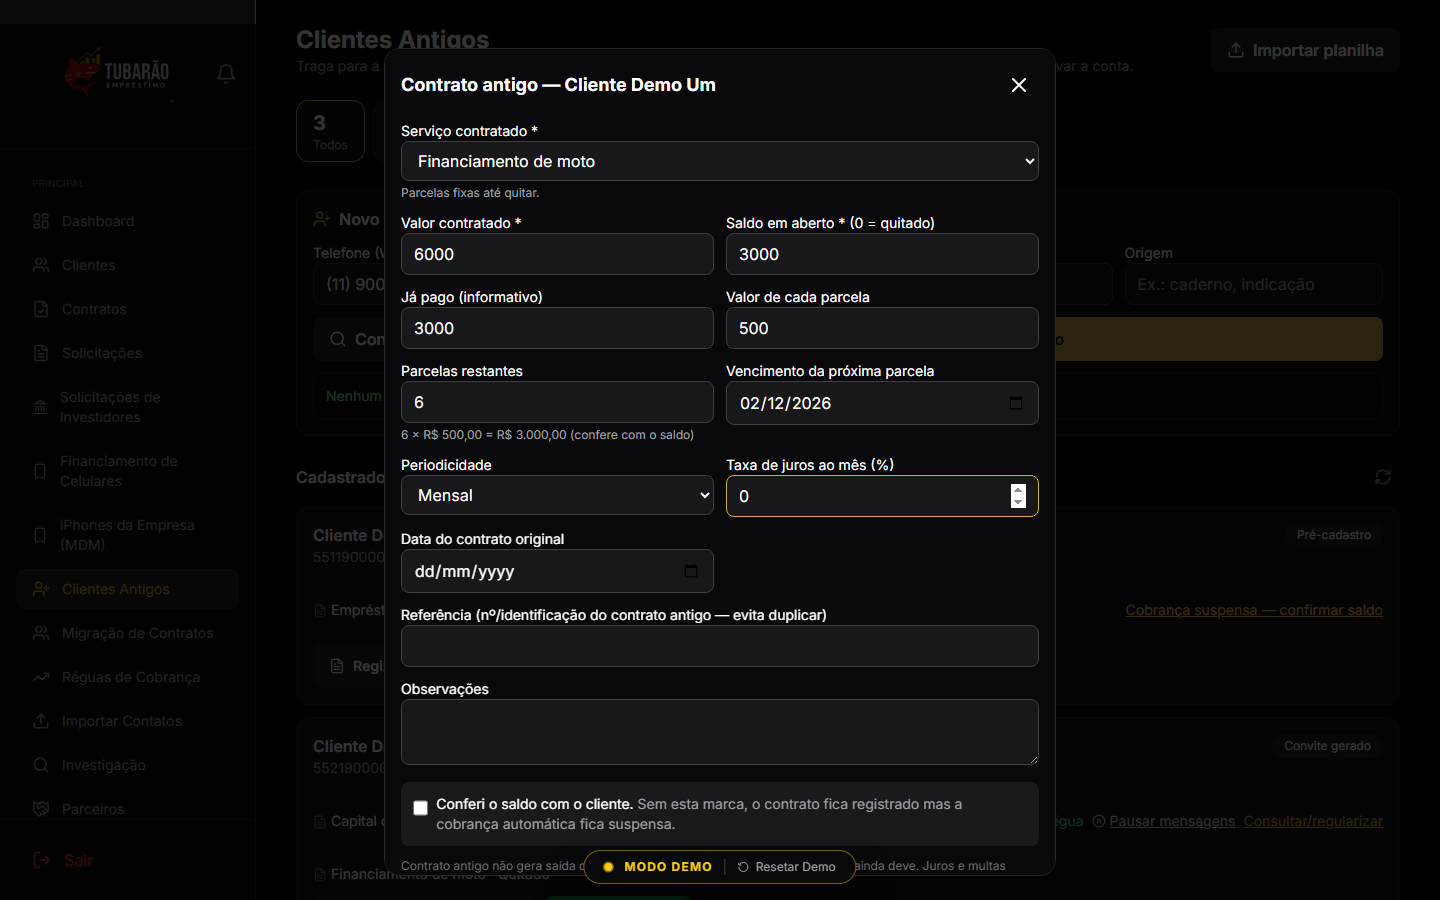 TUBARÃO
EMPRÉSTIMO
PRINCIPAL
Dashboard
Clientes
Contratos
Solicitações
Solicitações de
Investidores
Financiamento de
Celulares
iPhones da Empresa
(MDM)
Clientes Antigos
Migração de Contratos
Réguas de Cobrança
Importar Contatos
Investigação
Parceiros
Sair
Clientes Antigos
Traga para a
var a conta.
Importar planilha
3
Todos
Novo
Telefone (
(11) 900
Origem
Ex.: caderno, indicação
Con
Nenhum
Cadastrado
Cliente D
551190000
Pré-cadastro
Emprést
Cobrança suspensa — confirmar saldo
Regi
Cliente D
552190000
Convite gerado
Capital
egua
Pausar mensagens
Consultar/regularizar
Financiamento de moto - Quitado
Contrato antigo — Cliente Demo Um
Serviço contratado *
Financiamento de moto
Parcelas fixas até quitar.
Valor contratado *
Saldo em aberto * (0 = quitado)
6000
3000
Já pago (informativo)
Valor de cada parcela
3000
500
Parcelas restantes
Vencimento da próxima parcela
6
02/12/2026
6 × R$ 500,00 = R$ 3.000,00 (confere com o saldo)
Periodicidade
Taxa de juros ao mês (%)
Mensal
0
Data do contrato original
dd/mm/yyyy
Referência (nº/identificação do contrato antigo — evita duplicar)
Observações
Conferi o saldo com o cliente. Sem esta marca, o contrato fica registrado mas a
cobrança automática fica suspensa.
Contrato antigo não gera saída
ainda deve. Juros e multas
MODO DEMO
Resetar Demo